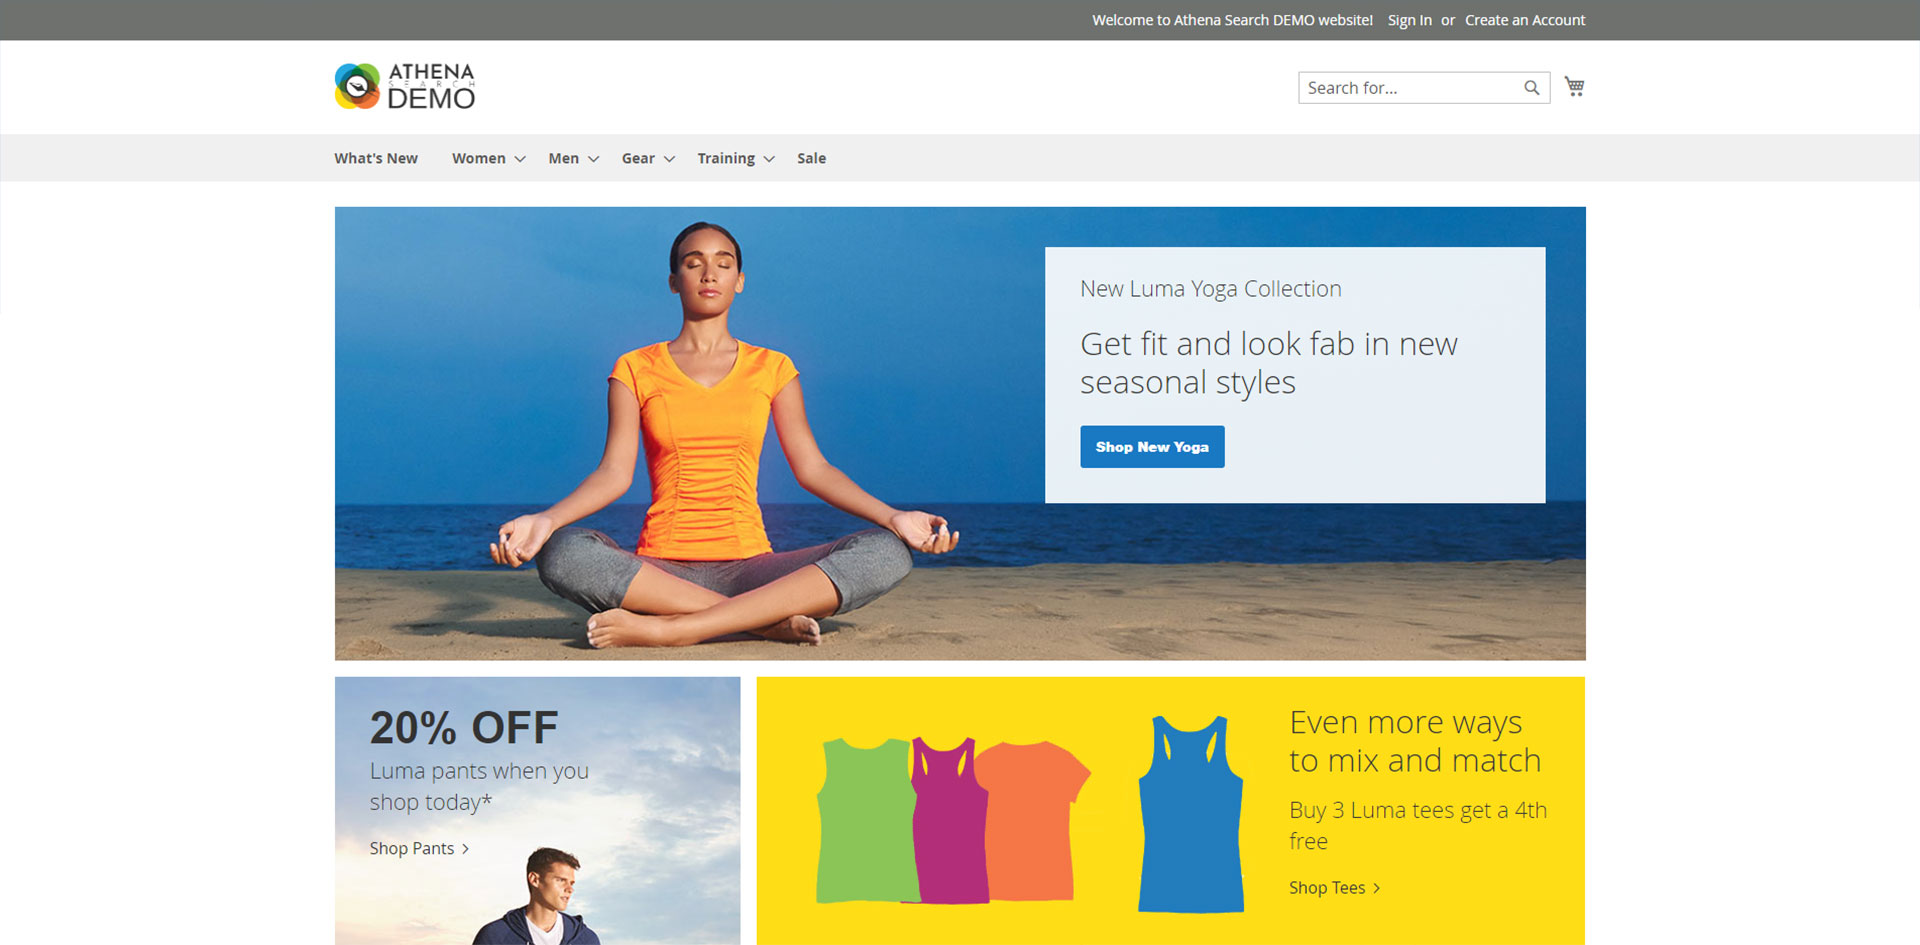 Welcome to Athena Search DEMO website! Sign In or Create an Account
ATHENA
SEARCH
DEMO
Search for...
What's New Women Men Gear Training Sale
New Luma Yoga Collection
Get fit and look fab in new
seasonal styles
Shop New Yoga
20% OFF
Luma pants when you
shop today*
Shop Pants >
Even more ways
to mix and match
Buy 3 Luma tees get a 4th
free
Shop Tees >